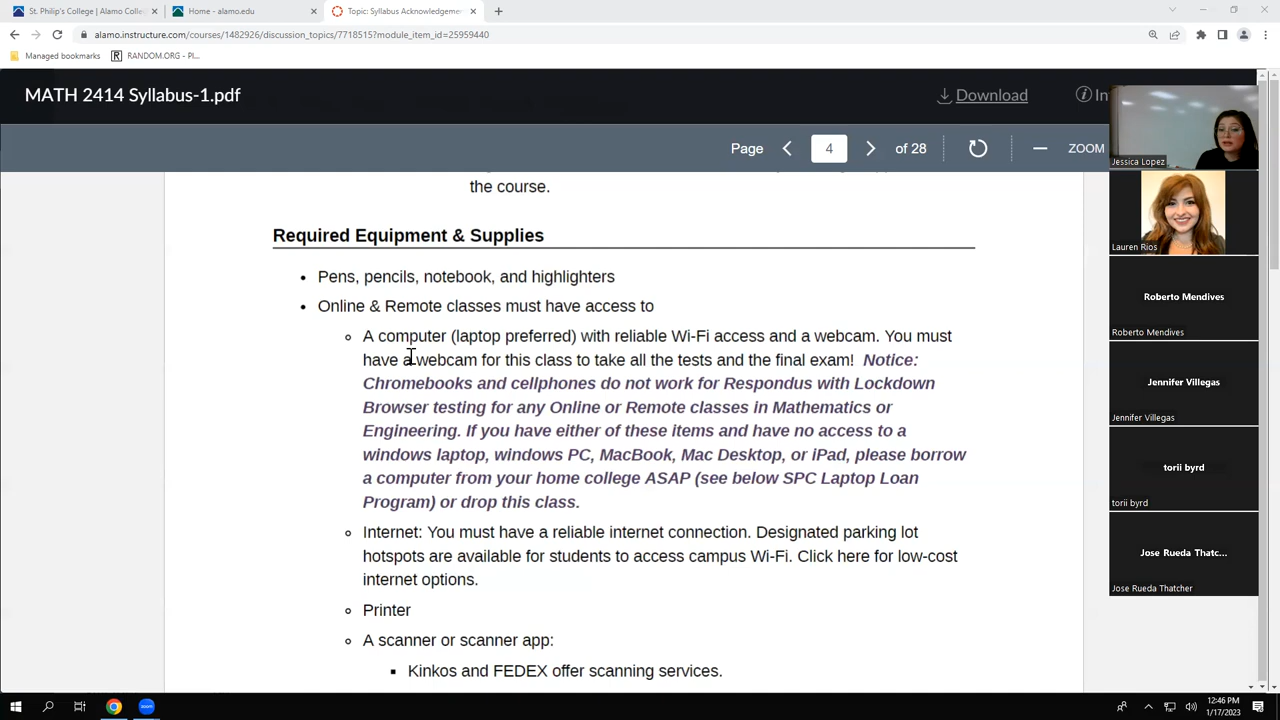 St. Philip's College | Alamo Colle
Home - alamo.edu
Topic: Syllabus Acknowledgeme
alamo.instructure.com/courses/1482926/discussion_topics/7718515?module_item_id=25959440
Managed bookmarks
RANDOM.ORG - Pl...
MATH 2414 Syllabus-1.pdf
Download
In
Page 4 of 28 ZOOM
the course.
Required Equipment & Supplies
• Pens, pencils, notebook, and highlighters
• Online & Remote classes must have access to
A computer (laptop preferred) with reliable Wi-Fi access and a webcam. You must
have a webcam for this class to take all the tests and the final exam! Notice:
Chromebooks and cellphones do not work for Respondus with Lockdown
Browser testing for any Online or Remote classes in Mathematics or
Engineering. If you have either of these items and have no access to a
windows laptop, windows PC, MacBook, Mac Desktop, or iPad, please borrow
a computer from your home college ASAP (see below SPC Laptop Loan
Program) or drop this class.
Internet: You must have a reliable internet connection. Designated parking lot
hotspots are available for students to access campus Wi-Fi. Click here for low-cost
internet options.
Printer
A scanner or scanner app:
Kinkos and FEDEX offer scanning services.
Jessica Lopez
Lauren Rios
Roberto Mendives
Roberto Mendives
Jennifer Villegas
Jennifer Villegas
torii byrd
torii byrd
Jose Rueda Thatc...
Jose Rueda Thatcher
zoom
12:46 PM
1/17/2023